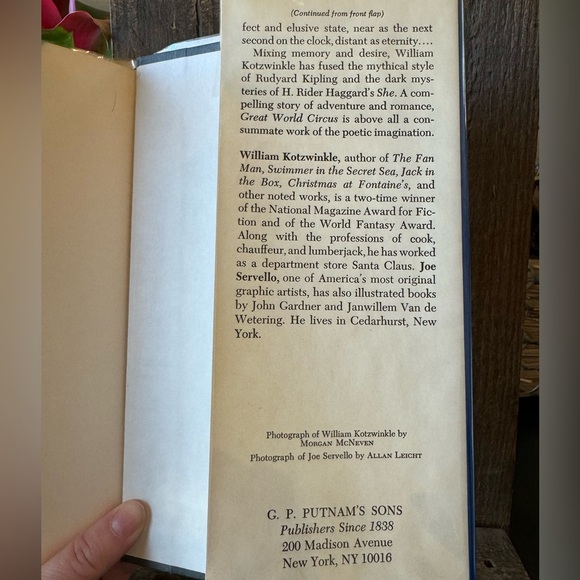 (Continued from front flap)
fect and elusive state, near as the next
second on the clock, distant as eternity....
Mixing memory and desire, William
Kotzwinkle has fused the mythical style
of Rudyard Kipling and the dark mys-
teries of H. Rider Haggard's She. A com-
pelling story of adventure and romance,
Great World Circus is above all a con-
summate work of the poetic imagination.
William Kotzwinkle, author of The Fan
Man, Swimmer in the Secret Sea, Jack in
the Box, Christmas at Fontaine's, and
other noted works, is a two-time winner
of the National Magazine Award for Fic-
tion and of the World Fantasy Award.
Along with the professions of cook,
chauffeur, and lumberjack, he has worked
as a department store Santa Claus. Joe
Servello, one of America's most original
graphic artists, has also illustrated books
by John Gardner and Janwillem Van de
Wetering. He lives in Cedarhurst, New
York.
Photograph of William Kotzwinkle by
MORGAN MCNEVEN
Photograph of Joe Servello by ALLAN LEICHT
G. P. PUTNAM'S SONS
Publishers Since 1838
200 Madison Avenue
New York, NY 10016